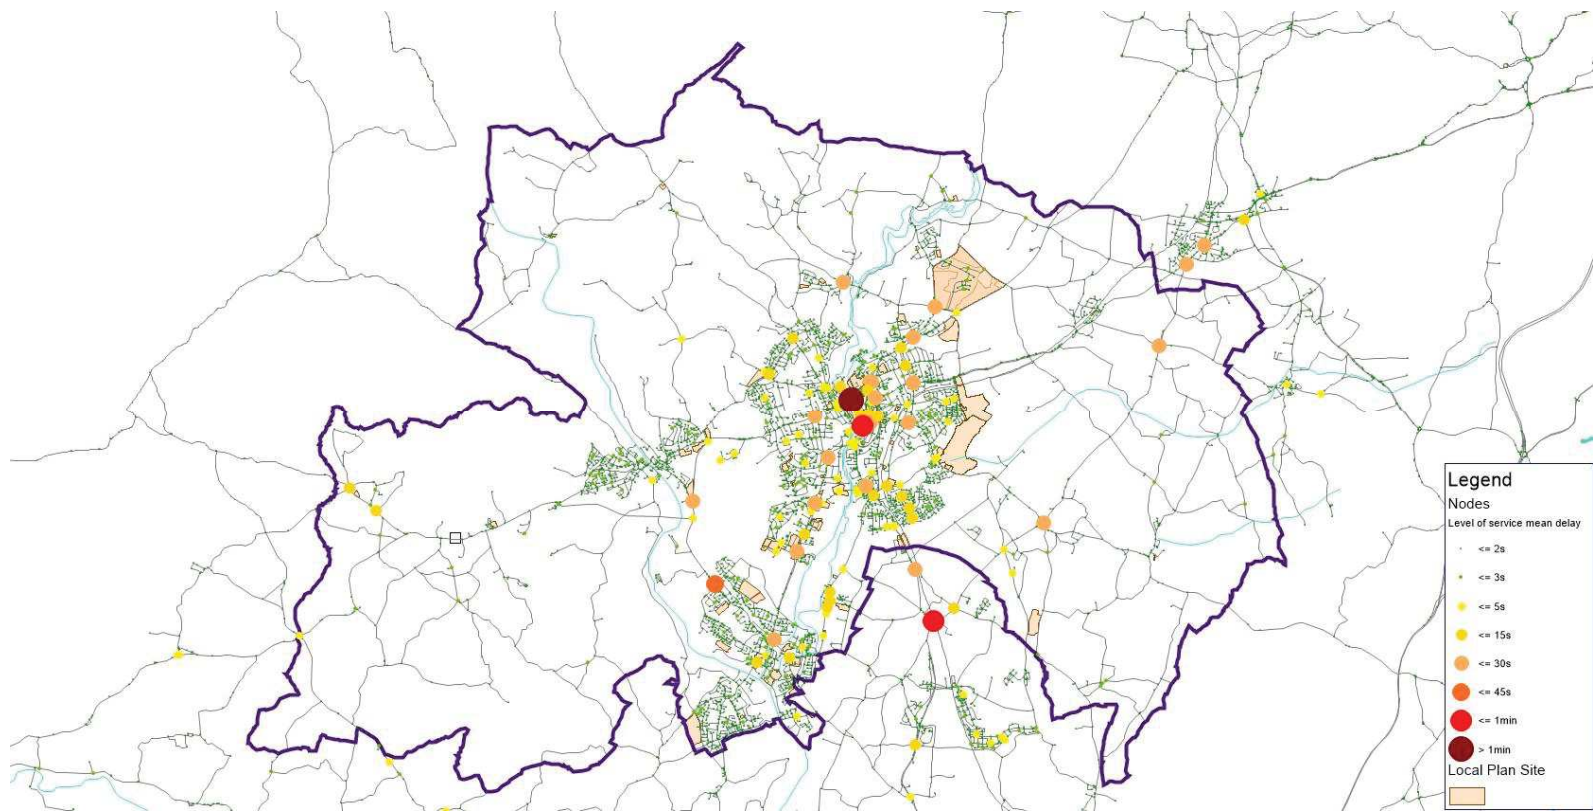 Legend
Nodes
Level of service mean delay
<= 2s
<= 3s
<= 5s
<= 15s
<= 30s
<= 45s
<= 1min
> 1min
Local Plan Site